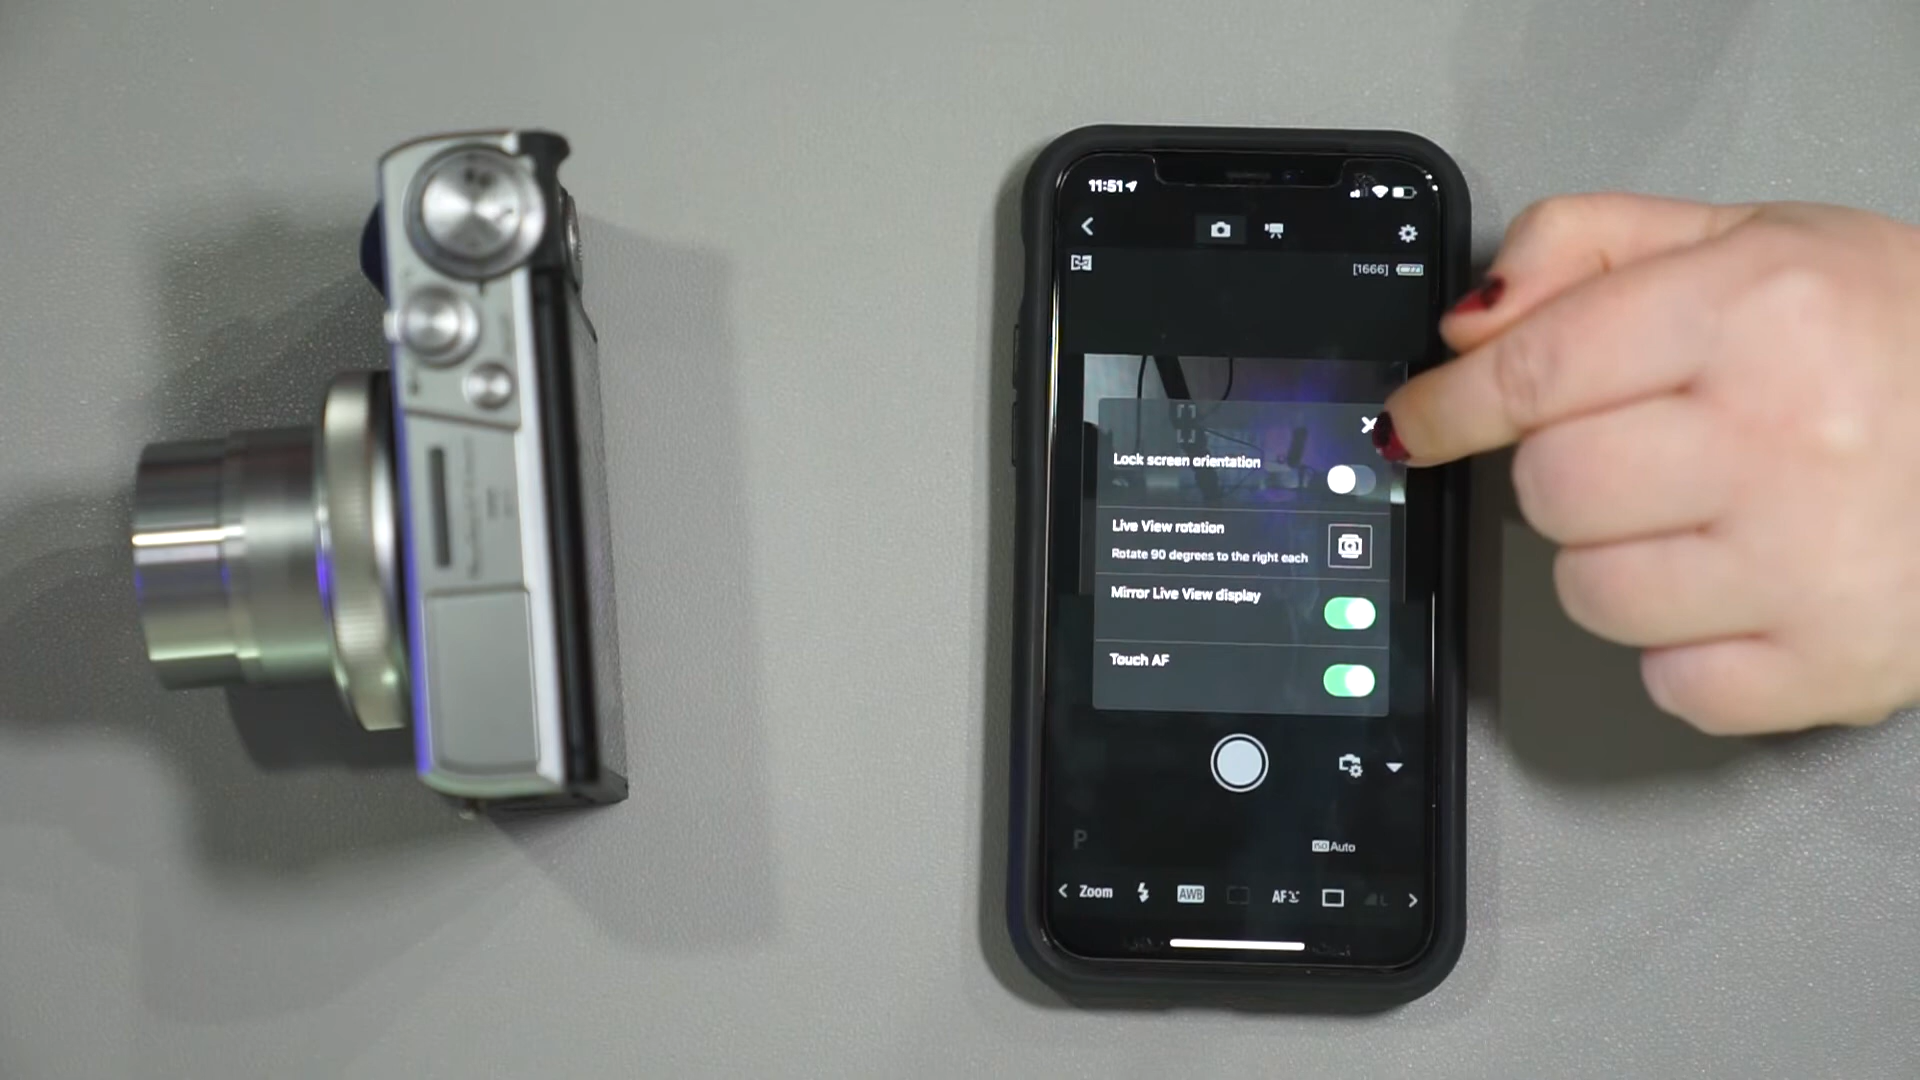 11:51
[1666]
Lock screen orientation
Live View rotation
Rotate 90 degrees to the right each
Mirror Live View display
Touch AF
P
ISO Auto
Zoom
AWB
AF
L